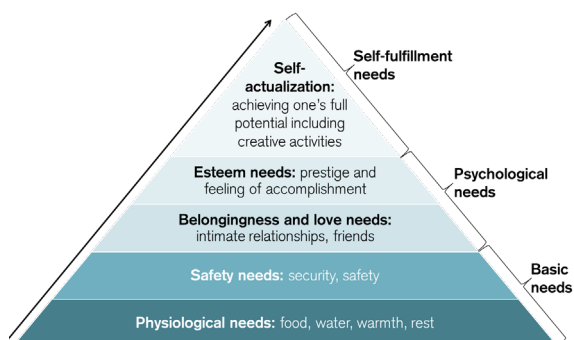 Self-fulfillment
needs
Self-
actualization:
achieving one’s full
potential including
creative activities
Esteem needs: prestige and
feeling of accomplishment
Psychological
needs
Belongingness and love needs:
intimate relationships, friends
Safety needs: security, safety
Basic
needs
Physiological needs: food, water, warmth, rest